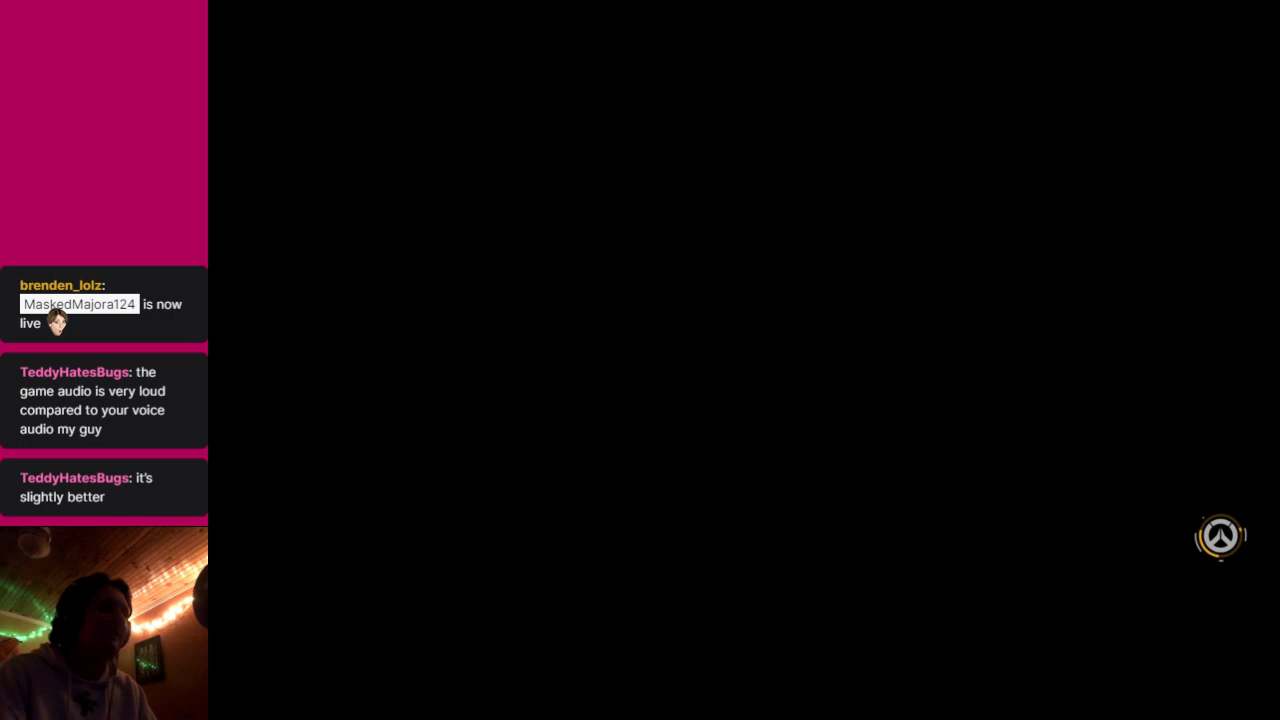 brenden_lolz:
MaskedMajora124 is now
live
TeddyHatesBugs: the
game audio is very loud
compared to your voice
audio my guy
TeddyHatesBugs: it's
slightly better